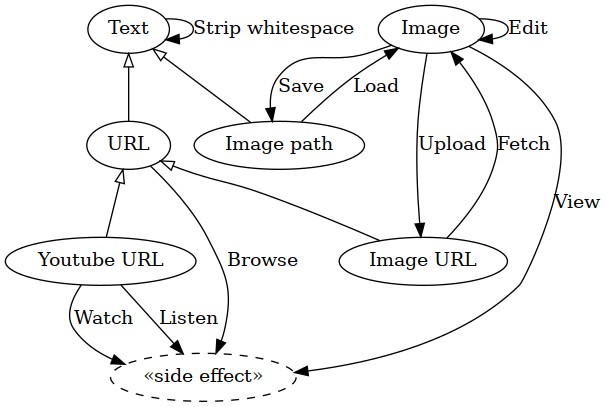 Text
Strip whitespace
Image
Edit
Save
Load
URL
Image path
Upload
Fetch
View
Youtube URL
Browse
Image URL
Watch
Listen
«side effect»